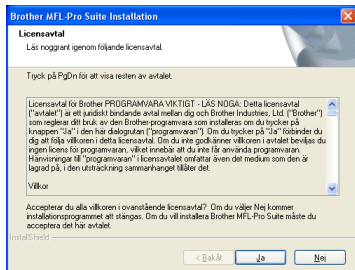 Brother MFL-Pro Suite Installation
Licensavtal
Läs noggrant igenom följande licensavtal.
Tryck på PgDn för att visa resten av avtalet.
Licensavtal för Brother PROGRAMVARA VIKTIGT - LÄS NOGA: Detta licensavtal
("avtalet") är ett juridiskt bindande avtal mellan dig och Brother Industries, Ltd. ("Brother")
som reglerar ditt bruk av den Brother-programvara som installeras om du trycker på
knappen "Ja" i den här dialogrutan ("programvaran"). Om du trycker på "Ja" förbinder du
dig att följa villkoren i detta licensavtal. Om du inte godkänner villkoren i avtalet beviljas du
ingen licens för programvaran, vilket innebär att du inte får använda programvaran.
Hänvisningar till "programvaran" i licensavtalet omfattar även det medium som den är
lagrad på, i den utsträckning sammanhanget tillåter det.
Villkor
Accepterar du alla villkoren i ovanstående licensavtal? Om du väljer Nej kommer
installationsprogrammet att stängas. Om du vill installera Brother MFL-Pro Suite måste du
acceptera det här avtalet.
InstallShield
< Bakåt
Ja
Nej